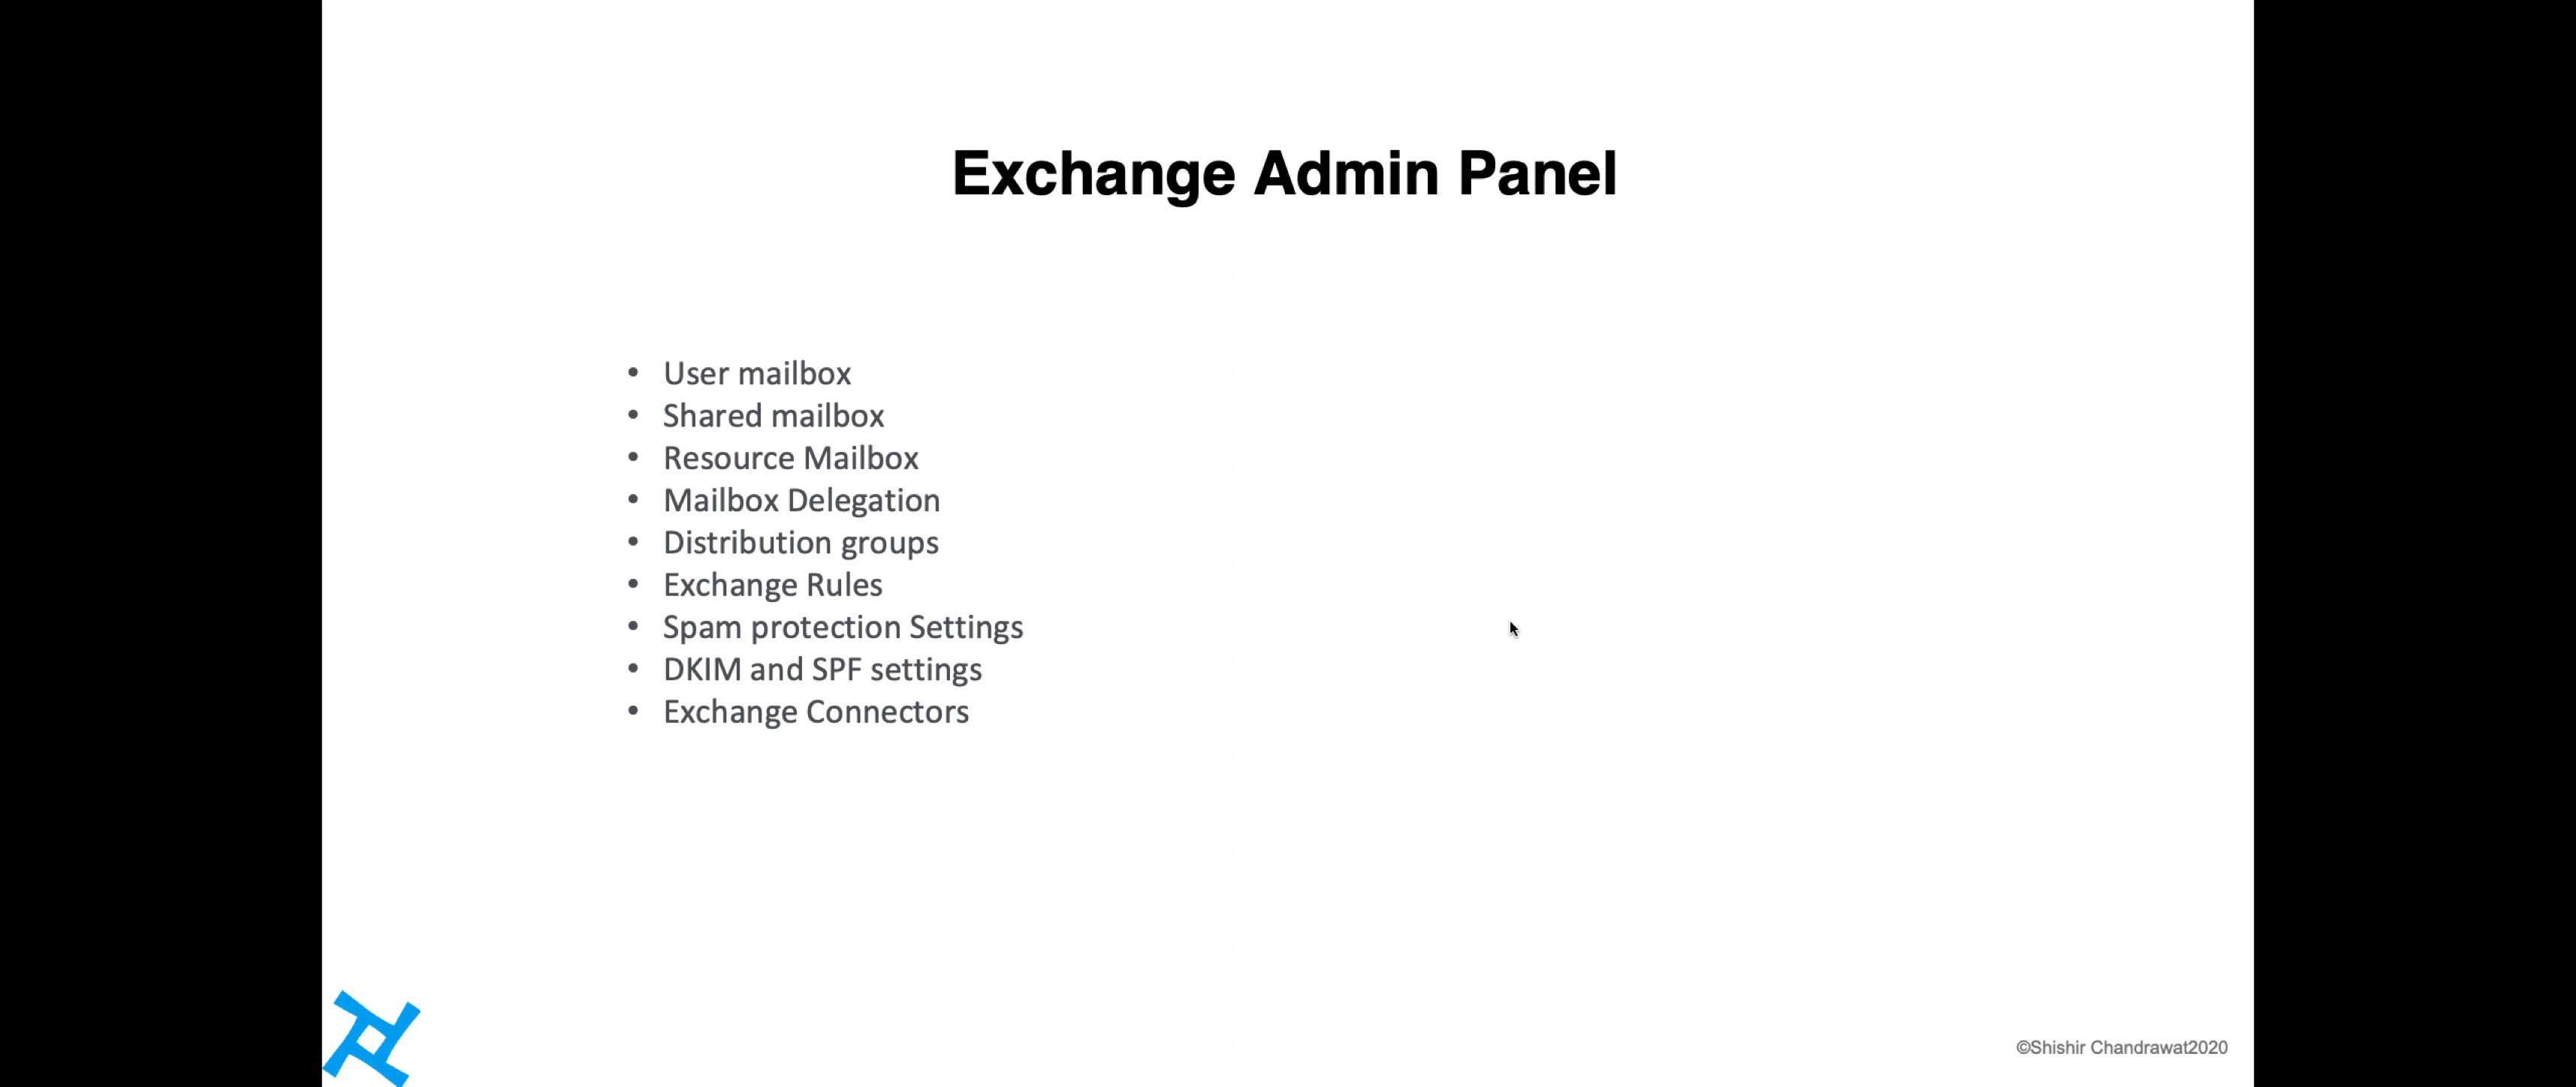 Exchange Admin Panel
• User mailbox
• Shared mailbox
• Resource Mailbox
• Mailbox Delegation
• Distribution groups
• Exchange Rules
• Spam protection Settings
• DKIM and SPF settings
• Exchange Connectors
©Shishir Chandrawat2020